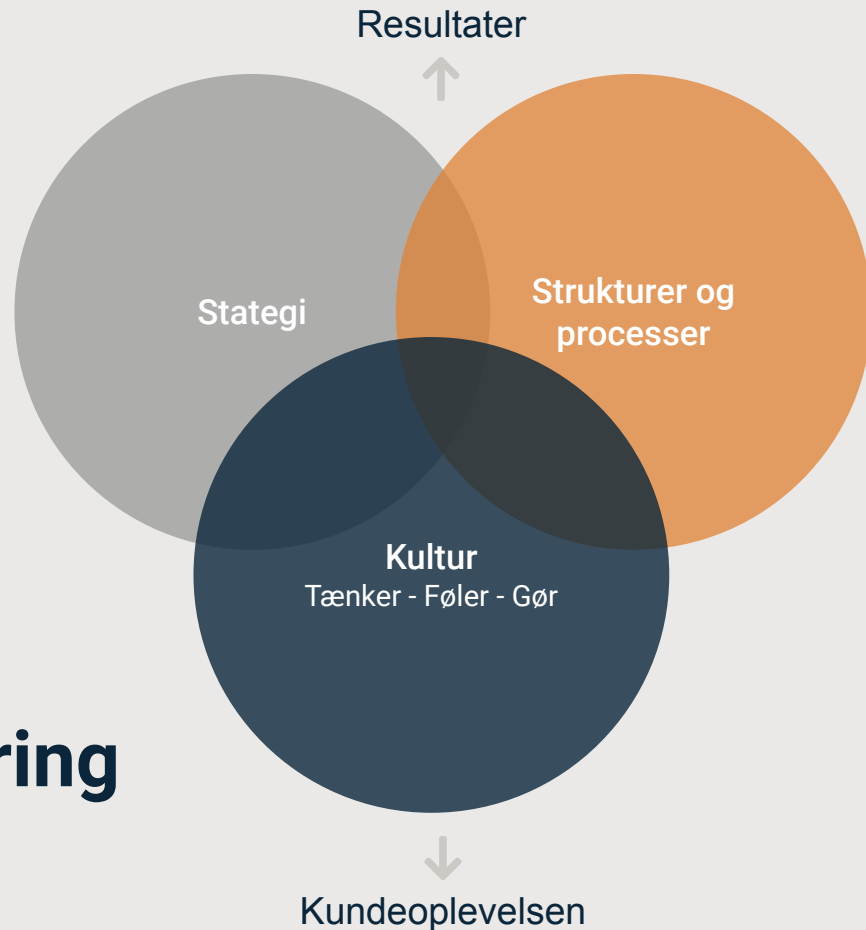 Resultater
Stategi
Strukturer og
processer
Kultur
Tænker - Føler - Gør
ring
Kundeoplevelsen